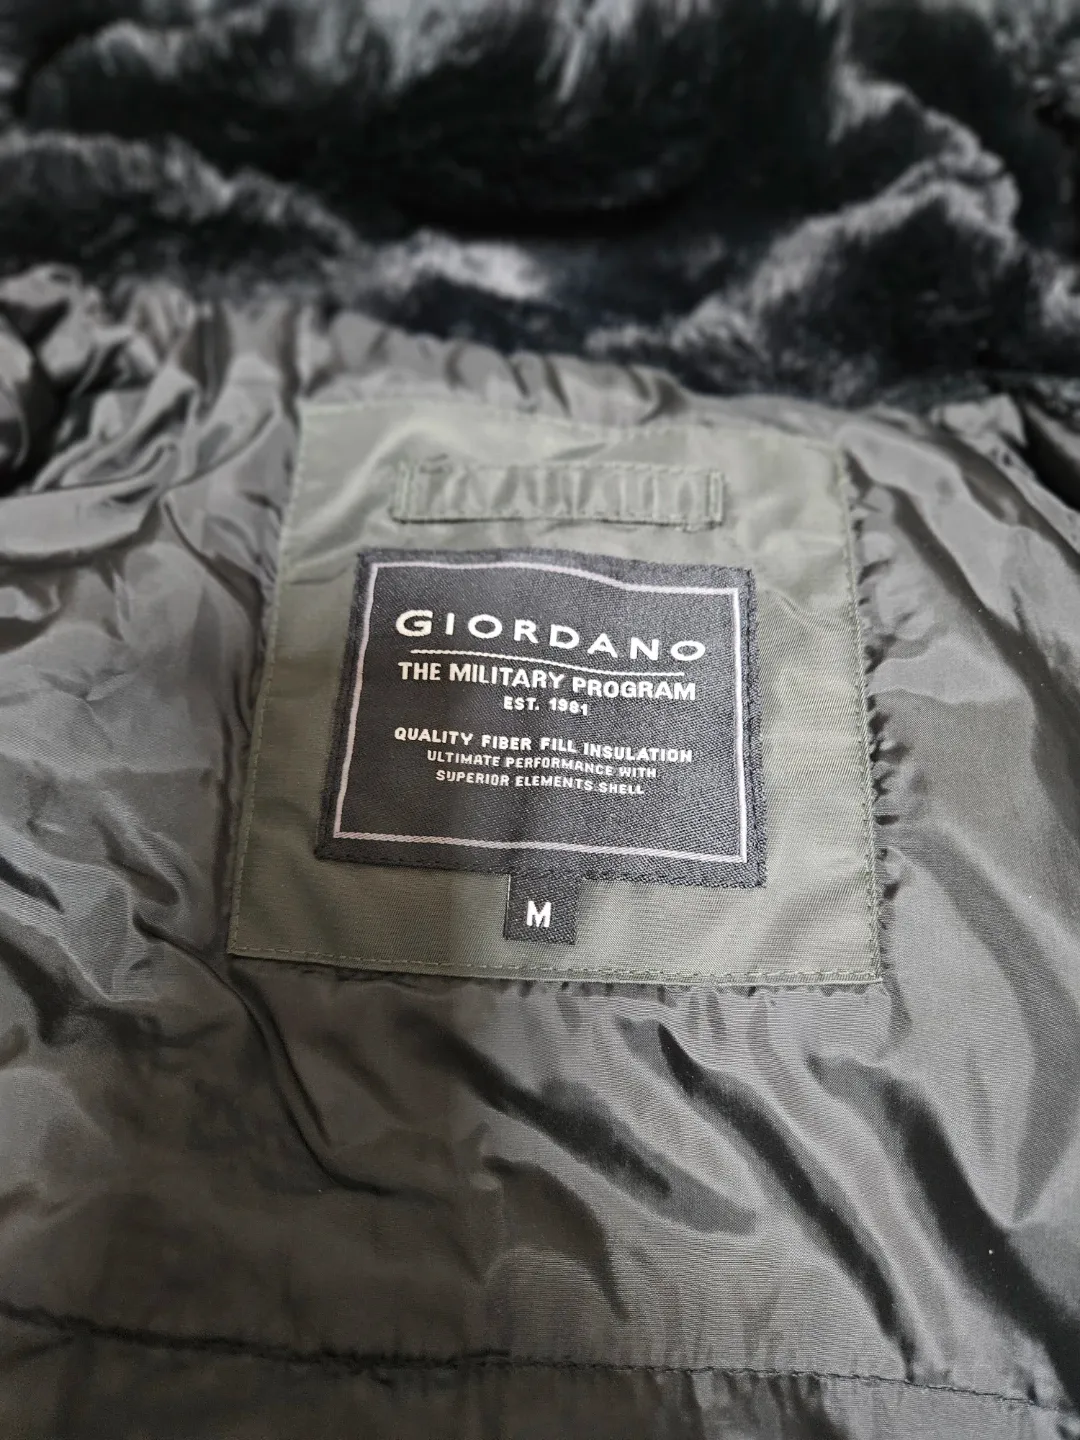 GIORDANO
THE MILITARY PROGRAM
EST. 1981
QUALITY FIBER FILL INSULATION
ULTIMATE PERFORMANCE WITH
SUPERIOR ELEMENTS SHELL
M